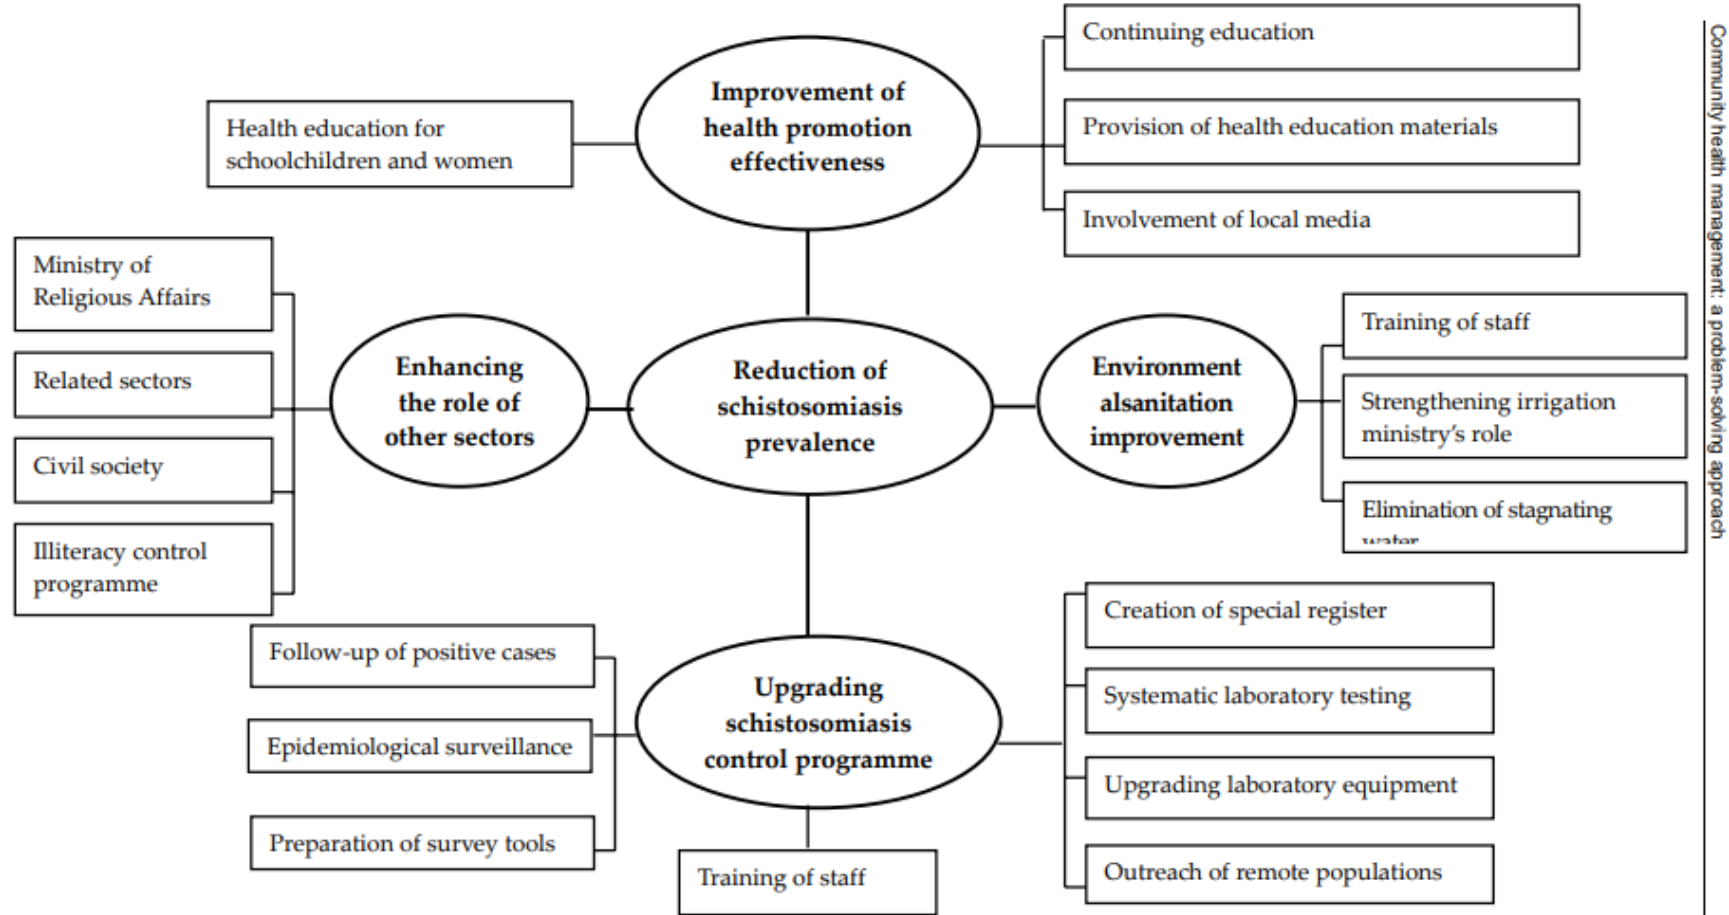 Continuing education
Improvement of
health promotion
effectiveness
Health education for
schoolchildren and women
Provision of health education materials
Involvement of local media
Ministry of
Religious Affairs
Related sectors
Civil society
Illiteracy control
programme
Enhancing
the role of
other sectors
Reduction of
schistosomiasis
prevalence
Environment
alsanitation
improvement
Training of staff
Strengthening irrigation
ministry's role
Elimination of stagnating
water
Follow-up of positive cases
Epidemiological surveillance
Preparation of survey tools
Upgrading
schistosomiasis
control programme
Training of staff
Creation of special register
Systematic laboratory testing
Upgrading laboratory equipment
Outreach of remote populations
Community health management: a problem-solving approach